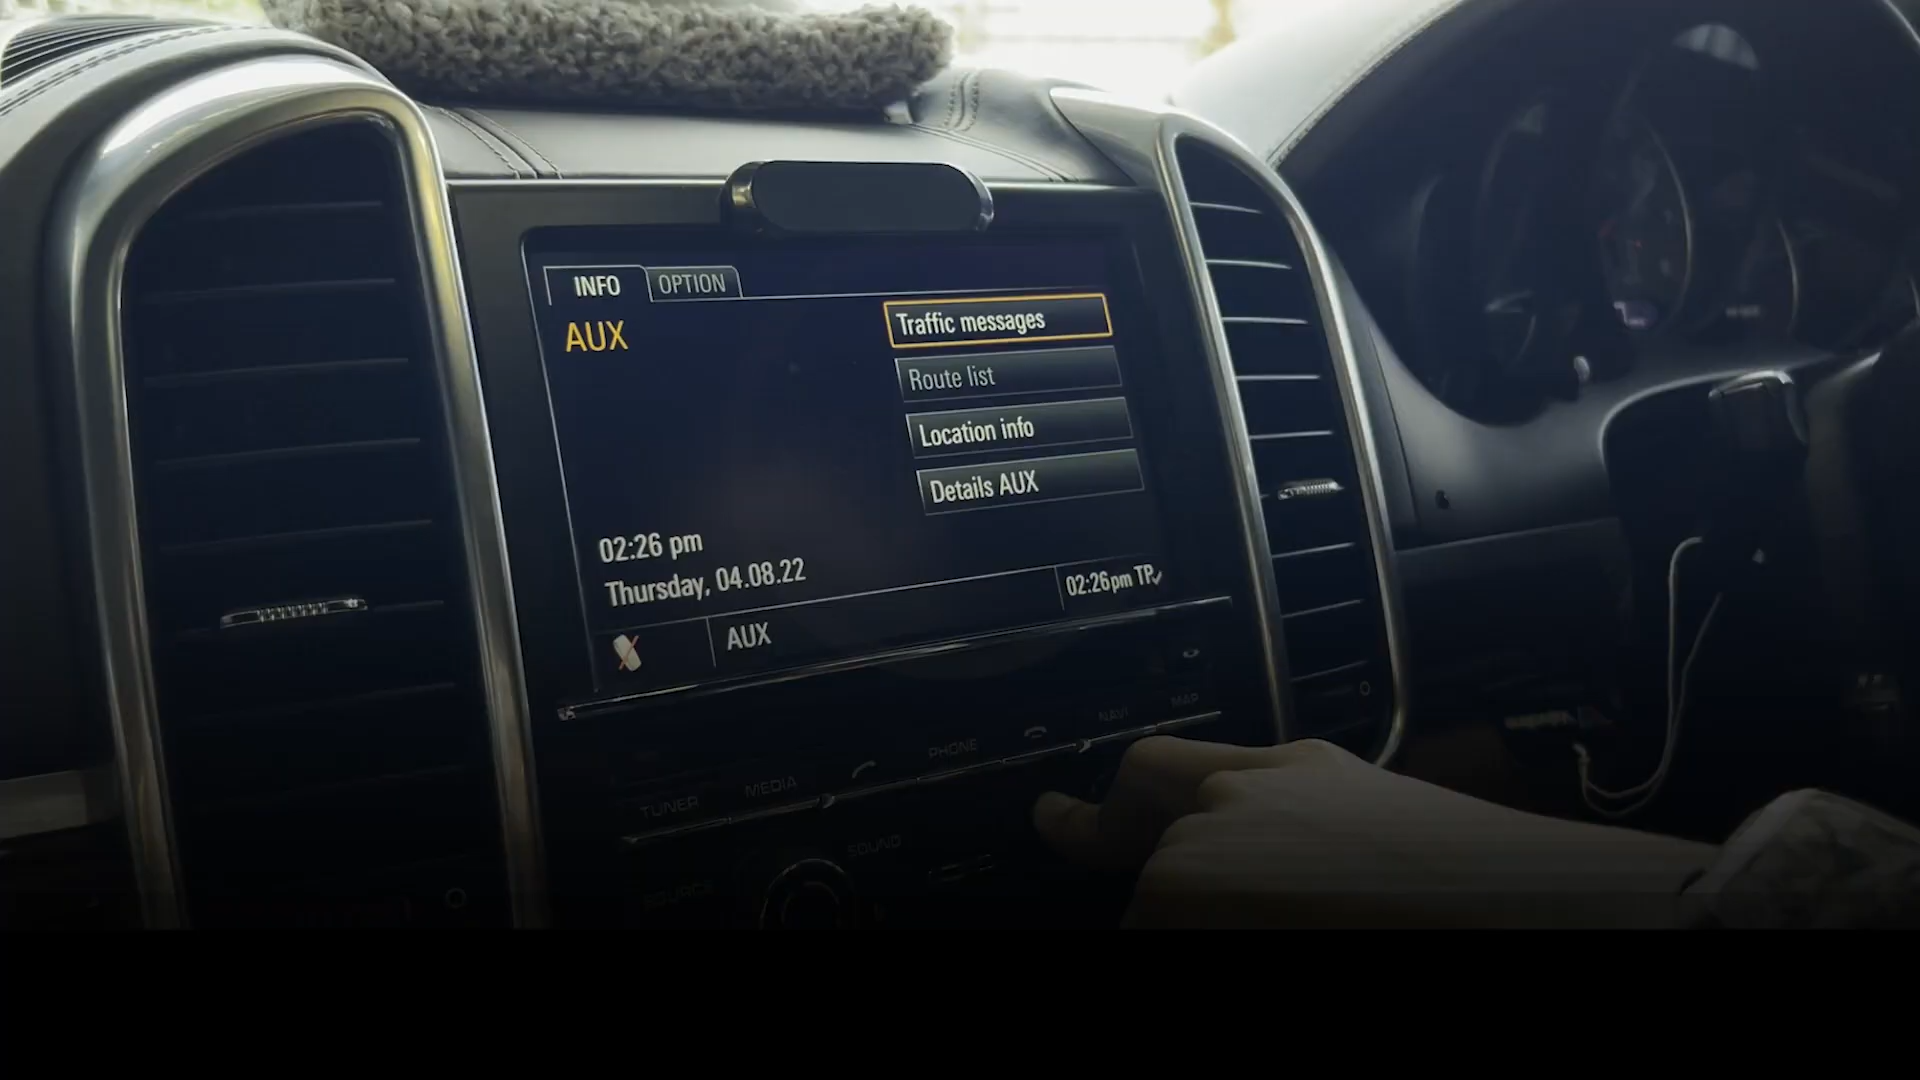 INFO
OPTION
AUX
Traffic messages
Route list
Location info
Details AUX
02:26 pm
Thursday, 04.08.22
02:26pm TP
AUX
MAP
NAVI
PHONE
MEDIA
TUNER
SOUND
SOURCE